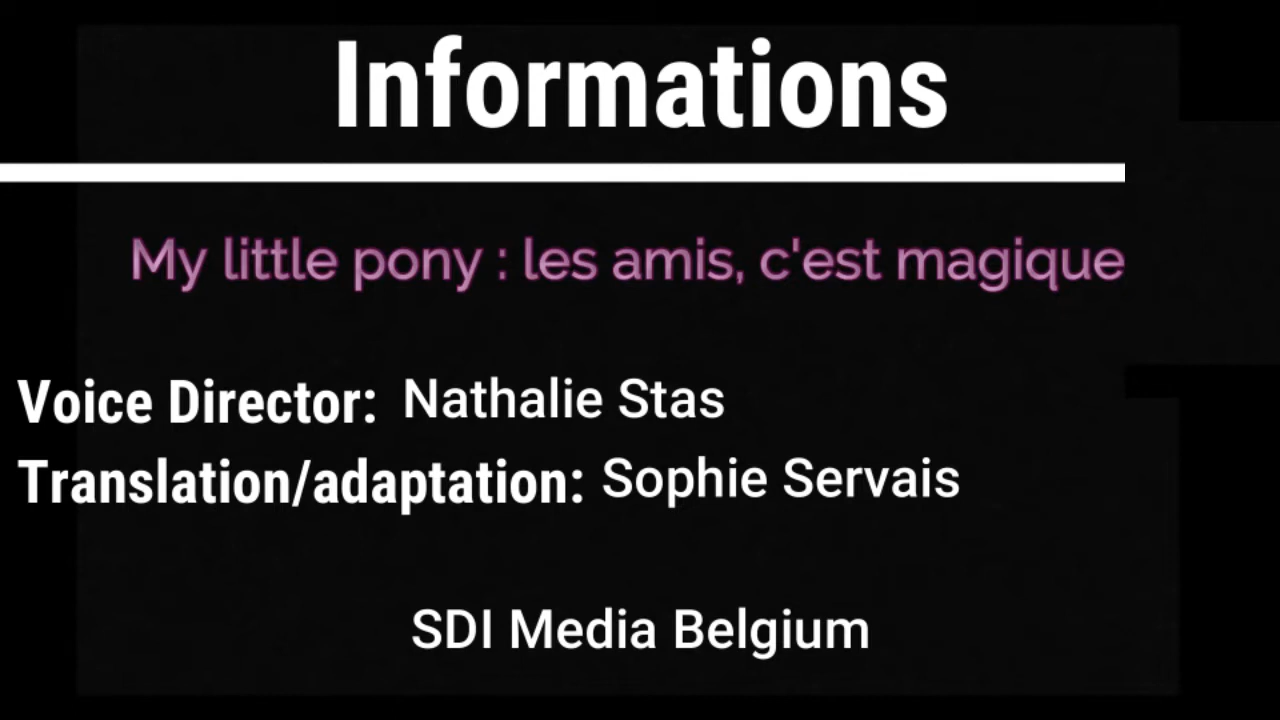 Informations
My little pony : les amis, c'est magique
Voice Director: Nathalie Stas
Translation/adaptation: Sophie Servais
SDI Media Belgium